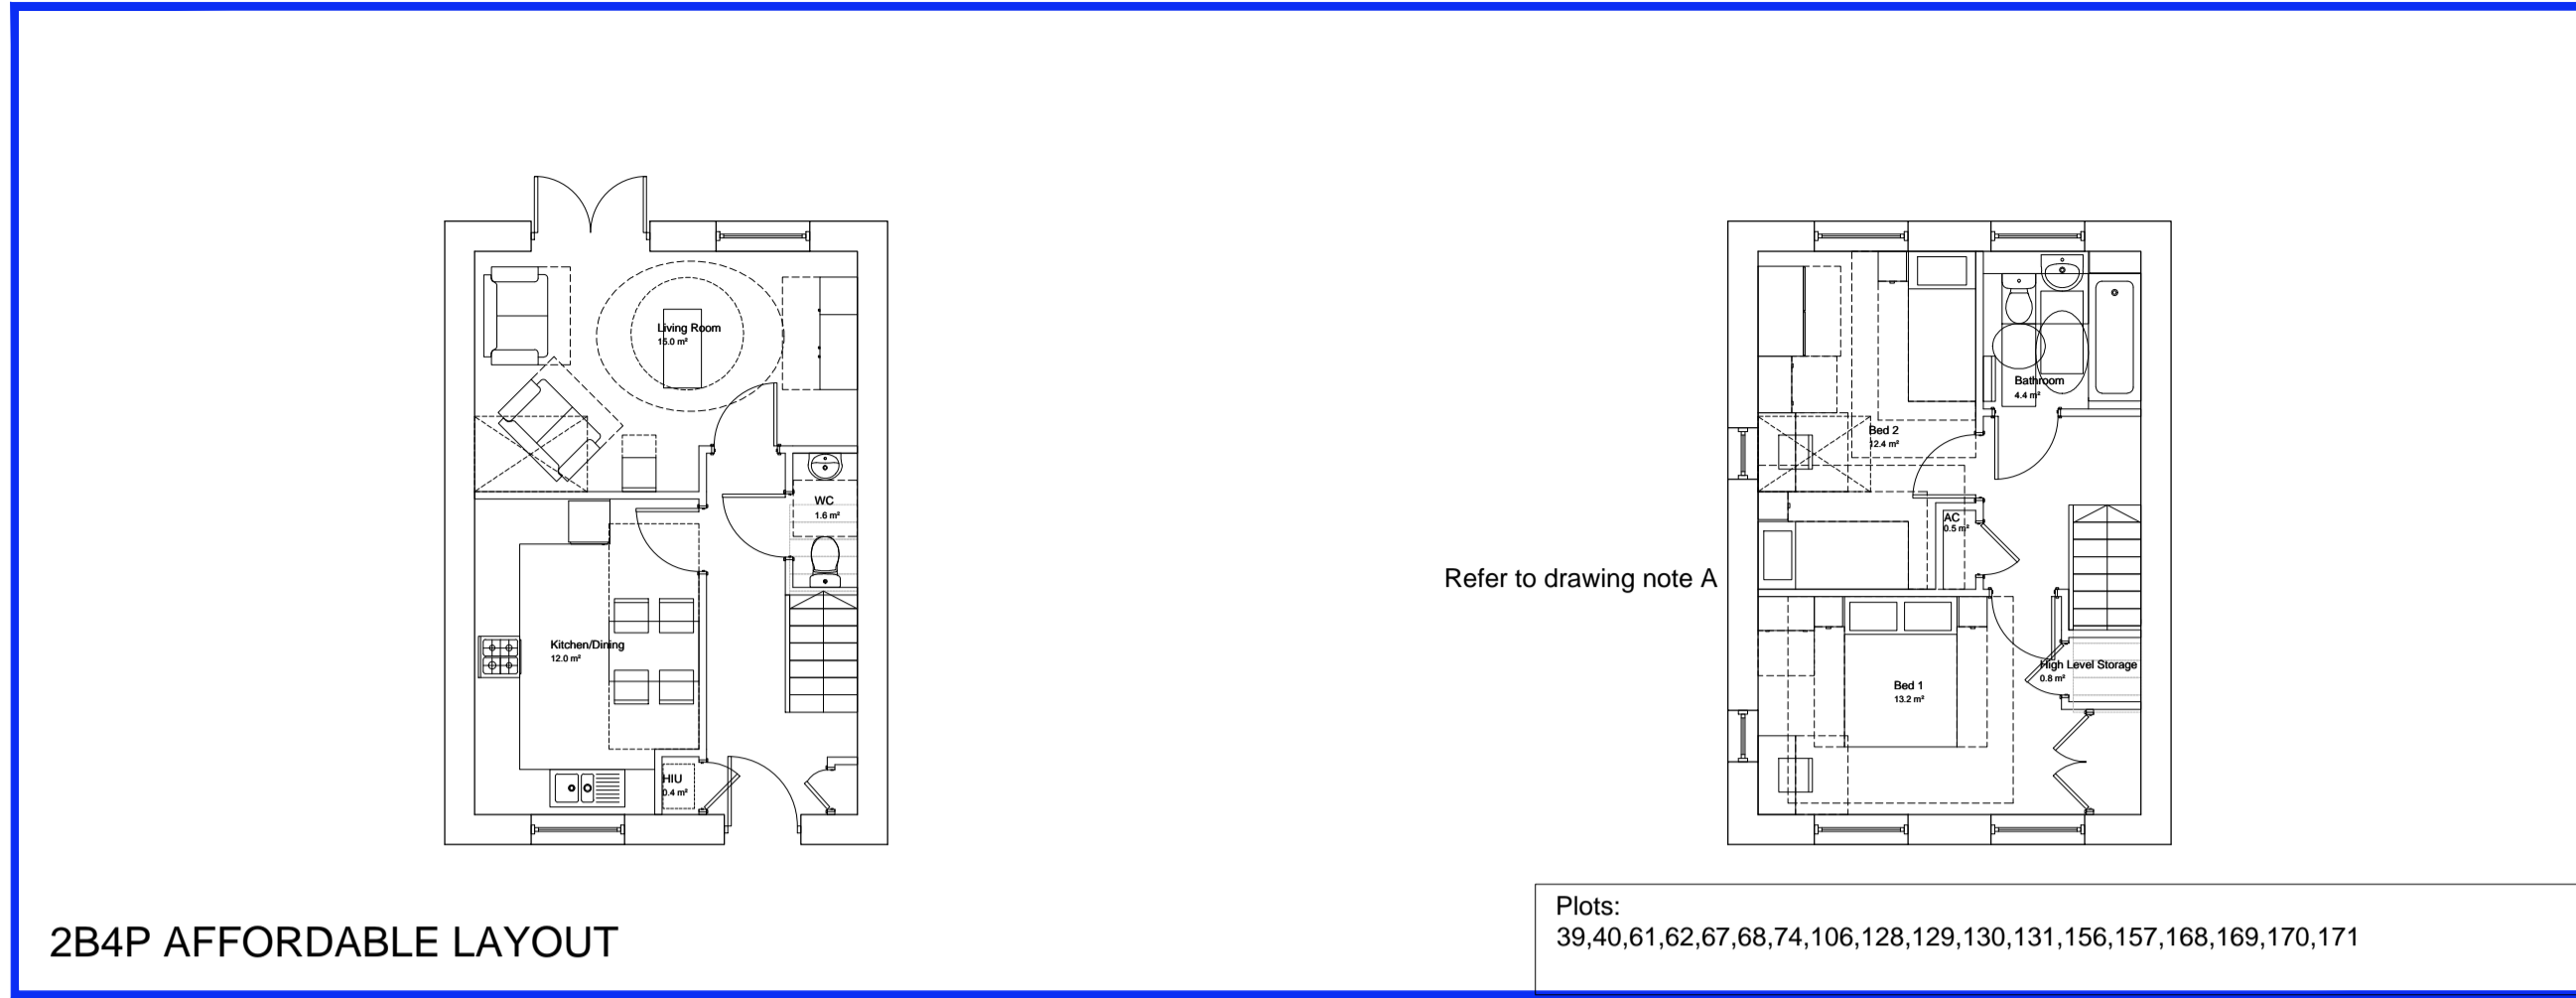 Living Room
15.0 m²
WC
1.6 m²
Kitchen/Dining
12.0 m²
HIU
0.4 m²
Bathroom
4.4 m²
Bed 2
12.4 m²
AC
0.5 m²
Refer to drawing note A
High Level Storage
0.8 m²
Bed 1
13.2 m²
2B4P AFFORDABLE LAYOUT
Plots:
39,40,61,62,67,68,74,106,128,129,130,131,156,157,168,169,170,171